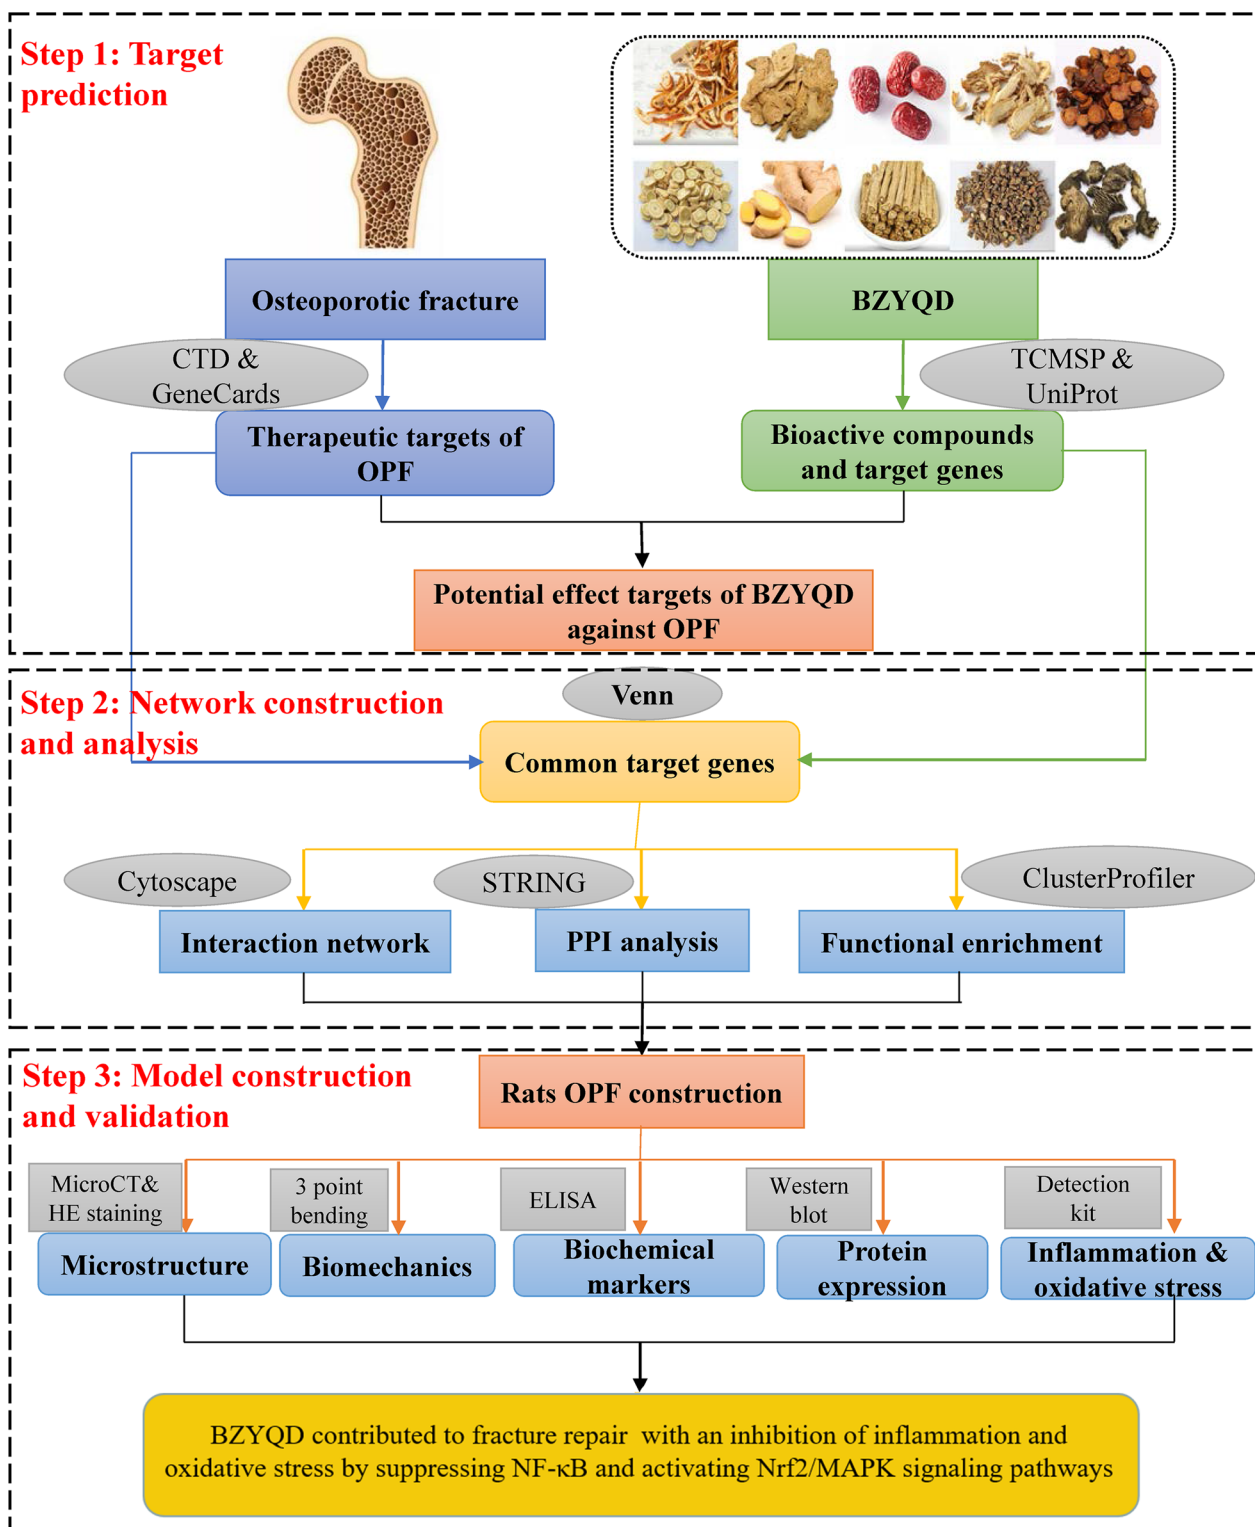 Step 1: Target
prediction
Osteoporotic fracture
BZYQD
CTD &
GeneCards
TCMSP &
UniProt
Therapeutic targets of
OPF
Bioactive compounds
and target genes
Potential effect targets of BZYQD
against OPF
Step 2: Network construction
and analysis
Venn
Common target genes
Cytoscape
STRING
ClusterProfiler
Interaction network
PPI analysis
Functional enrichment
Step 3: Model construction
and validation
Rats OPF construction
MicroCT&
HE staining
3 point
bending
ELISA
Western
blot
Detection
kit
Microstructure
Biomechanics
Biochemical
markers
Protein
expression
Inflammation &
oxidative stress
BZYQD contributed to fracture repair with an inhibition of inflammation and
oxidative stress by suppressing NF-κB and activating Nrf2/MAPK signaling pathways